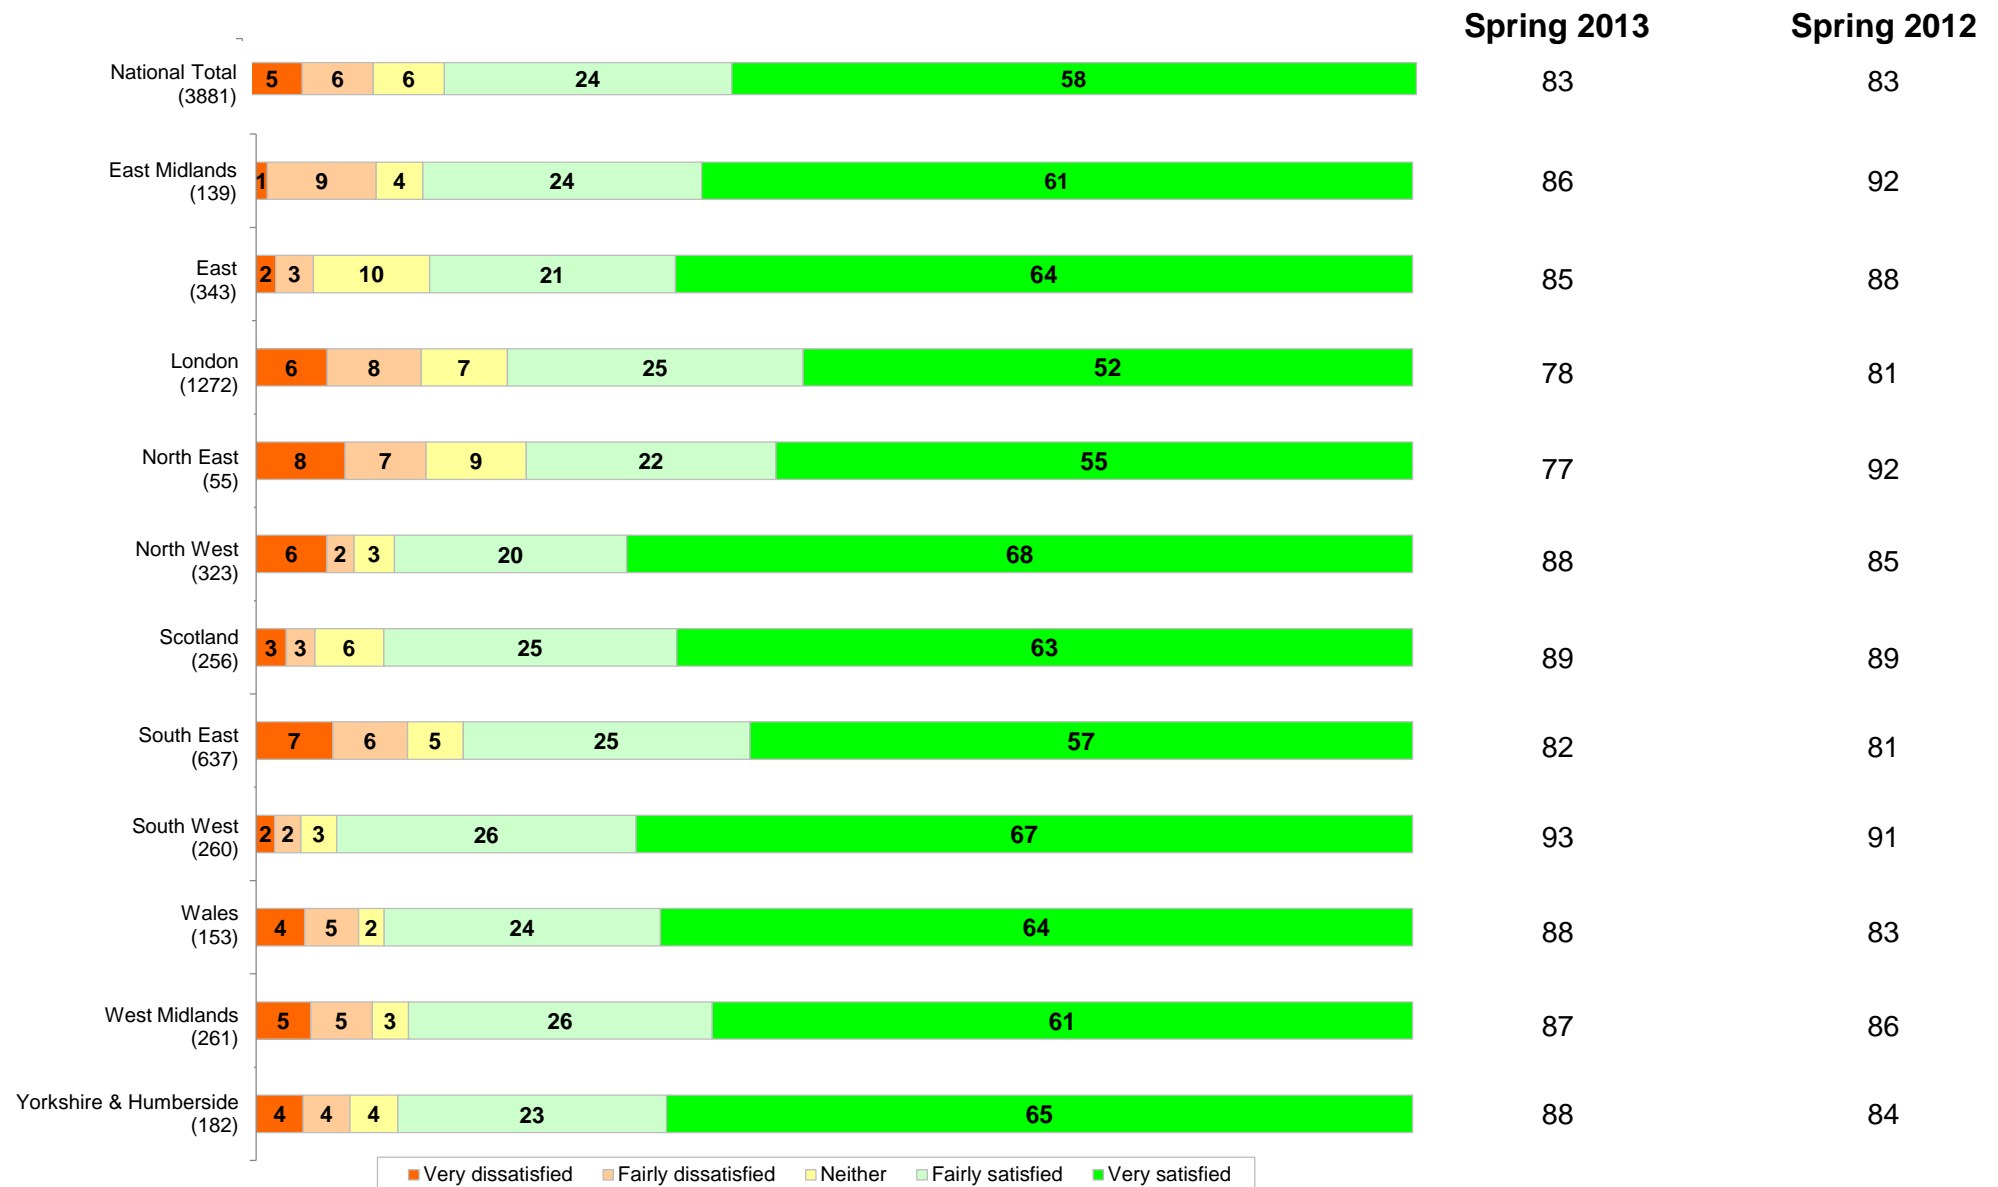 Spring 2013 Spring 2012
National Total 5 6 6 24 58 83 83
(3881)
East Midlands 1 9 4 24 61 86 92
(139)
East 2 3 10 21 64 85 88
(343)
London 6 8 7 25 52 78 81
(1272)
North East 8 7 9 22 55 77 92
(55)
North West 6 2 3 20 68 88 85
(323)
Scotland 3 3 6 25 63 89 89
(256)
South East 7 6 5 25 57 82 81
(637)
South West 2 2 3 26 67 93 91
(260)
Wales 4 5 2 24 64 88 83
(153)
West Midlands 5 5 3 26 61 87 86
(261)
Yorkshire & Humberside 4 4 4 23 65 88 84
(182)
Very dissatisfied Fairly dissatisfied Neither Fairly satisfied Very satisfied